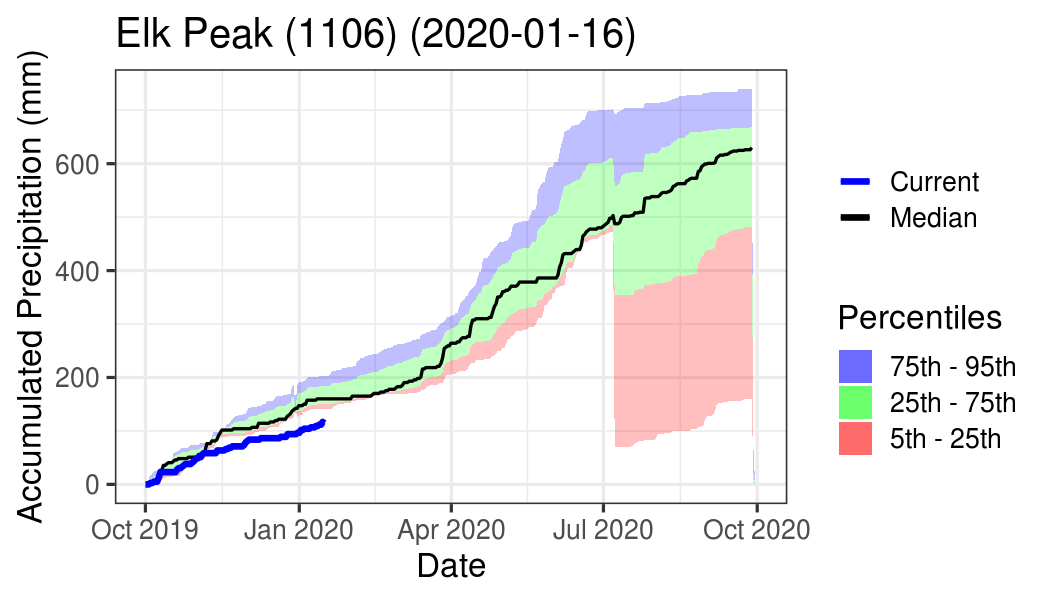 Elk Peak (1106) (2020-01-16)
Accumulated Precipitation (mm)
600
400
200
0
Oct 2019 Jan 2020 Apr 2020 Jul 2020 Oct 2020
Date
Current
Median
Percentiles
75th - 95th
25th - 75th
5th - 25th